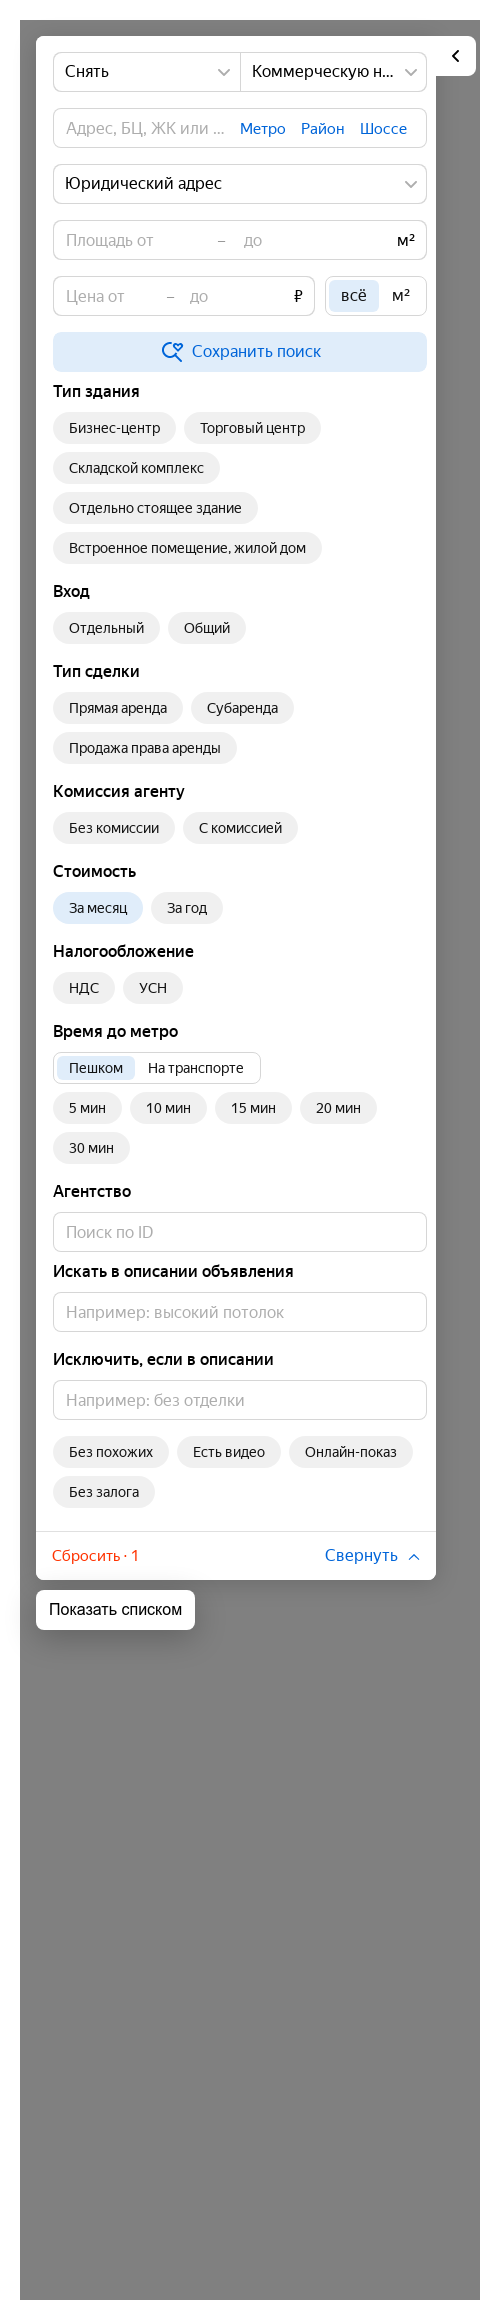 Снять Коммерческую н...
Адрес, БЦ, ЖК или ... Метро Район Шоссе
Юридический адрес
Площадь от – до м²
Цена от – до ₽ всё м²
Сохранить поиск
Тип здания
Бизнес-центр Торговый центр
Складской комплекс
Отдельно стоящее здание
Встроенное помещение, жилой дом
Вход
Отдельный Общий
Тип сделки
Прямая аренда Субаренда
Продажа права аренды
Комиссия агенту
Без комиссии С комиссией
Стоимость
За месяц За год
Налогообложение
НДС УСН
Время до метро
Пешком На транспорте
5 мин 10 мин 15 мин 20 мин
30 мин
Агентство
Поиск по ID
Искать в описании объявления
Например: высокий потолок
Исключить, если в описании
Например: без отделки
Без похожих Есть видео Онлайн-показ
Без залога
Сбросить · 1 Свернуть
Показать списком